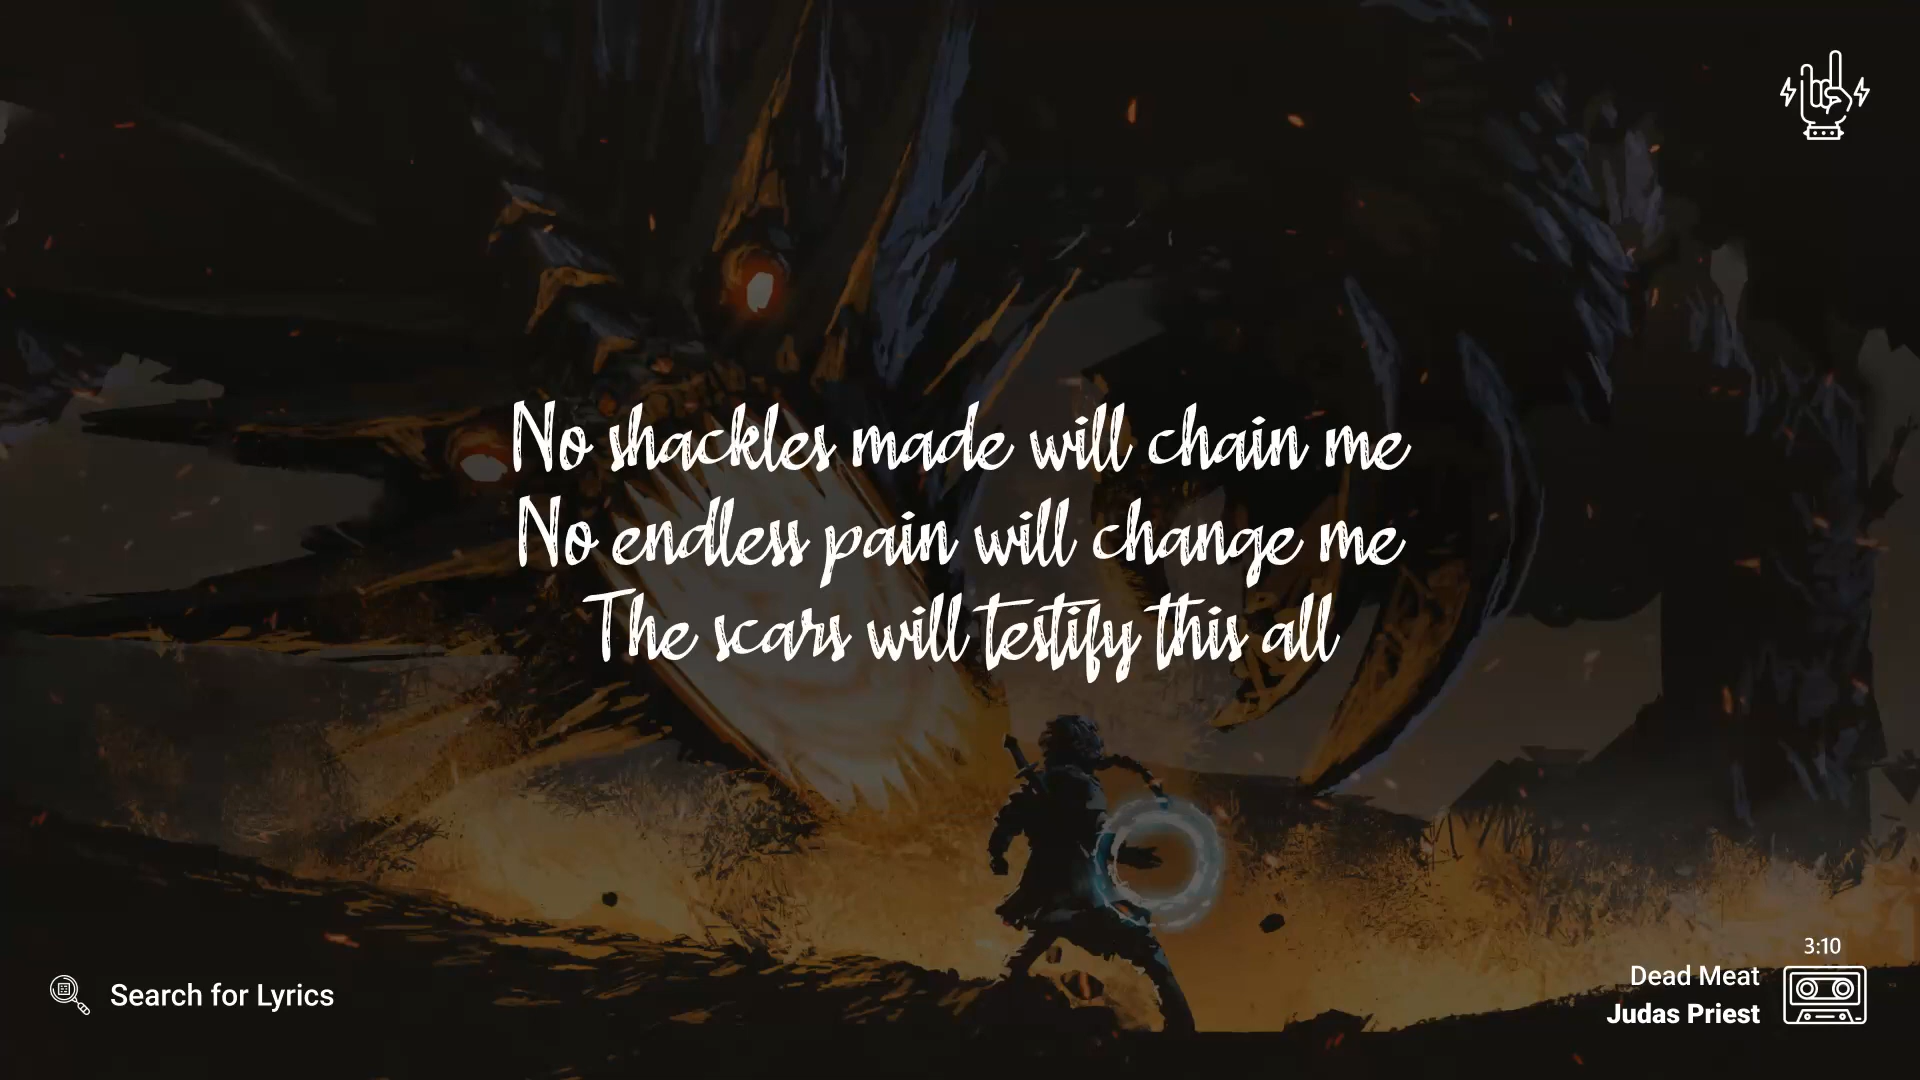 No shackles made will chain me
No endless pain will change me
The scars will testify this all
Search for Lyrics
3:10
Dead Meat
Judas Priest